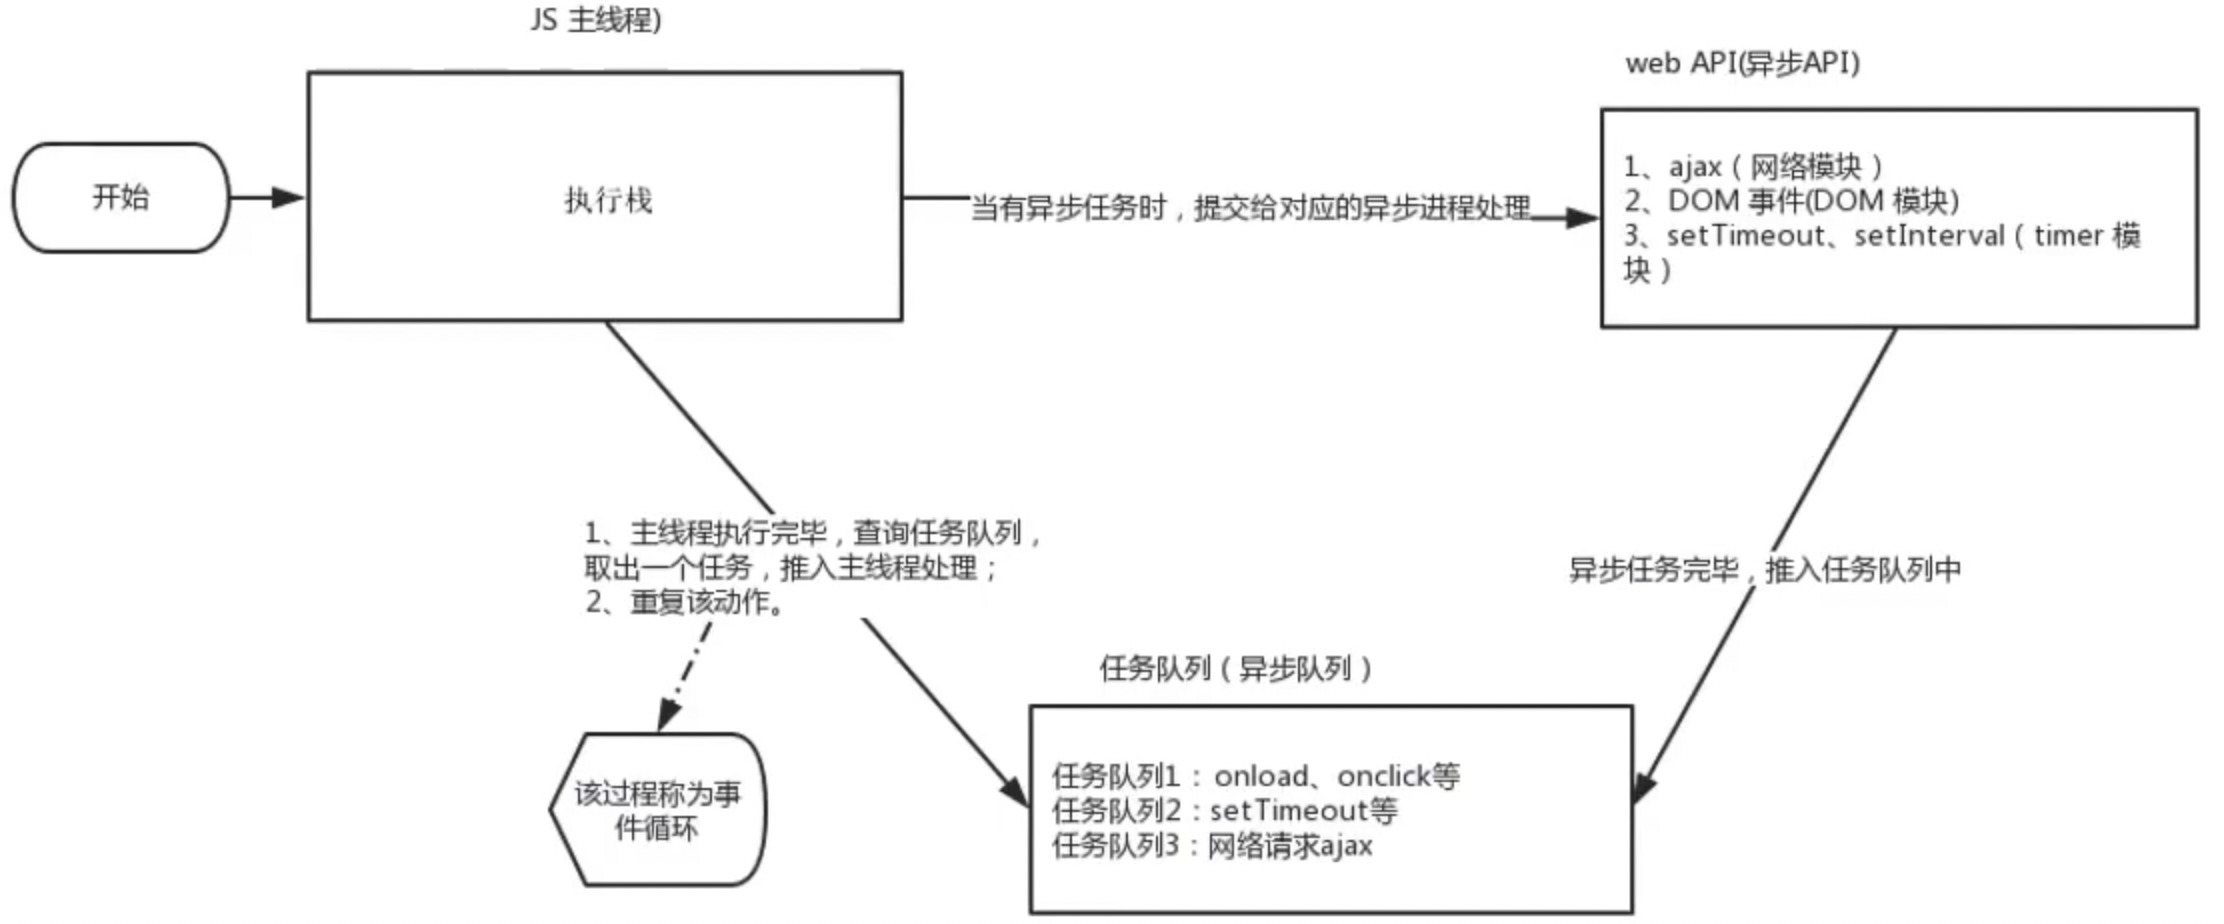 JS 主线程)
web API(异步API)
开始
执行栈
当有异步任务时，提交给对应的异步进程处理
1、ajax（网络模块）
2、DOM 事件(DOM 模块)
3、setTimeout、setInterval（timer 模
块）
1、主线程执行完毕，查询任务队列，
取出一个任务，推入主线程处理；
2、重复该动作。
异步任务完毕，推入任务队列中
任务队列（异步队列）
该过程称为事
件循环
任务队列1：onload、onclick等
任务队列2：setTimeout等
任务队列3：网络请求ajax